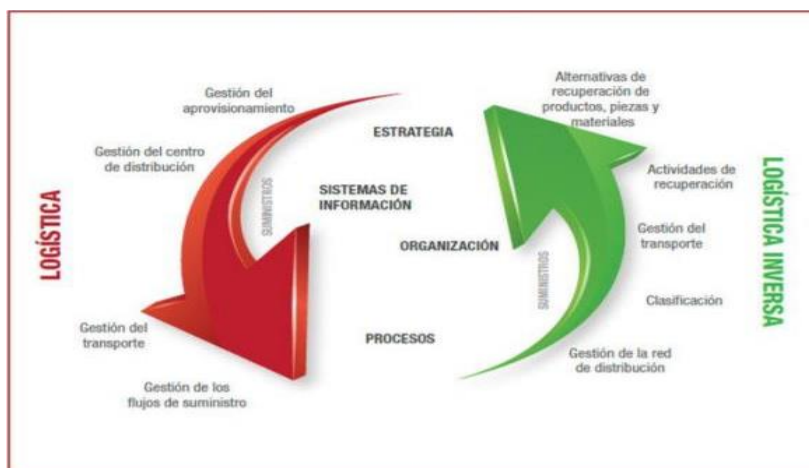 LOGÍSTICA
Gestión del
aprovisionamiento
Gestión del centro
de distribución
SUMINISTROS
Gestión del
transporte
Gestión de los
flujos de suministro
ESTRATEGIA
SISTEMAS DE
INFORMACIÓN
ORGANIZACIÓN
PROCESOS
Alternativas de
recuperación de
productos, piezas y
materiales
Actividades de
recuperación
Gestión del
transporte
SUMINISTROS
Clasificación
Gestión de la red
de distribución
LOGÍSTICA INVERSA